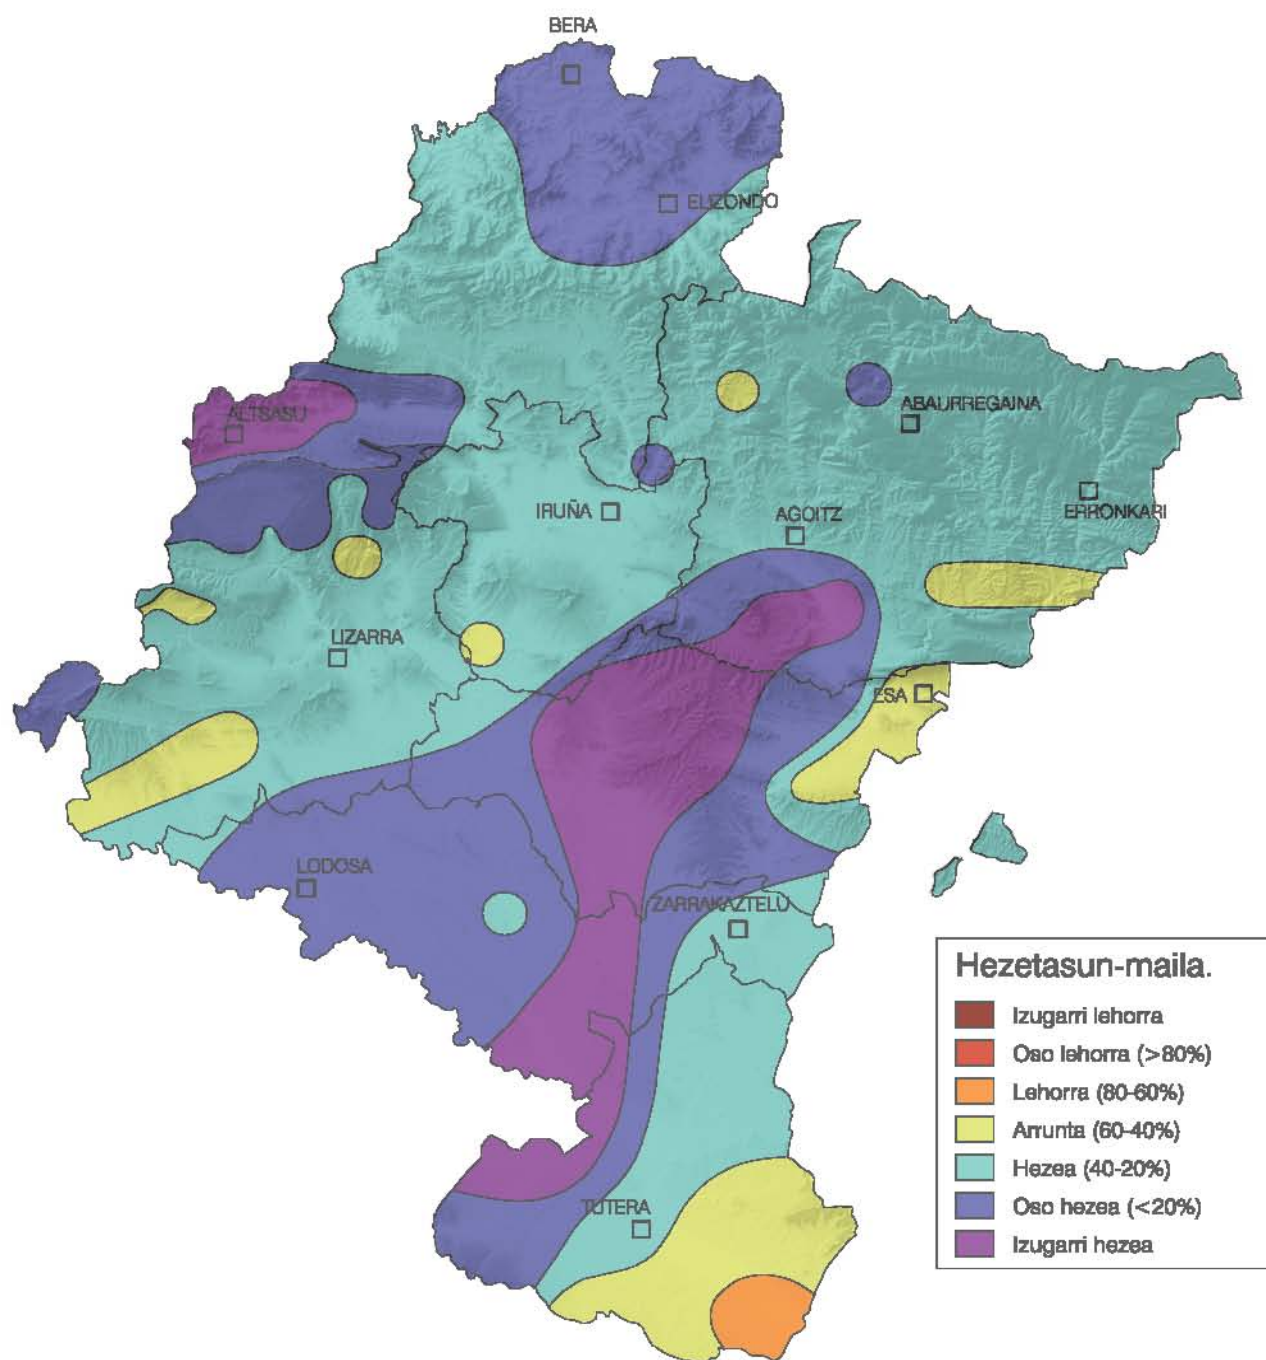 BERA
ELIZONDO
ABAURREGAINA
ALTSASU
ERRONKARI
IRUÑA
AGOITZ
LIZARRA
ESA
LODOSA
ZARRAKAZTELU
TUTERA
Hezetasun-maila.
Izugarri lehorra
Oso lehorra (>80%)
Lehorra (80-60%)
Arrunta (60-40%)
Hezea (40-20%)
Oso hezea (<20%)
Izugarri hezea